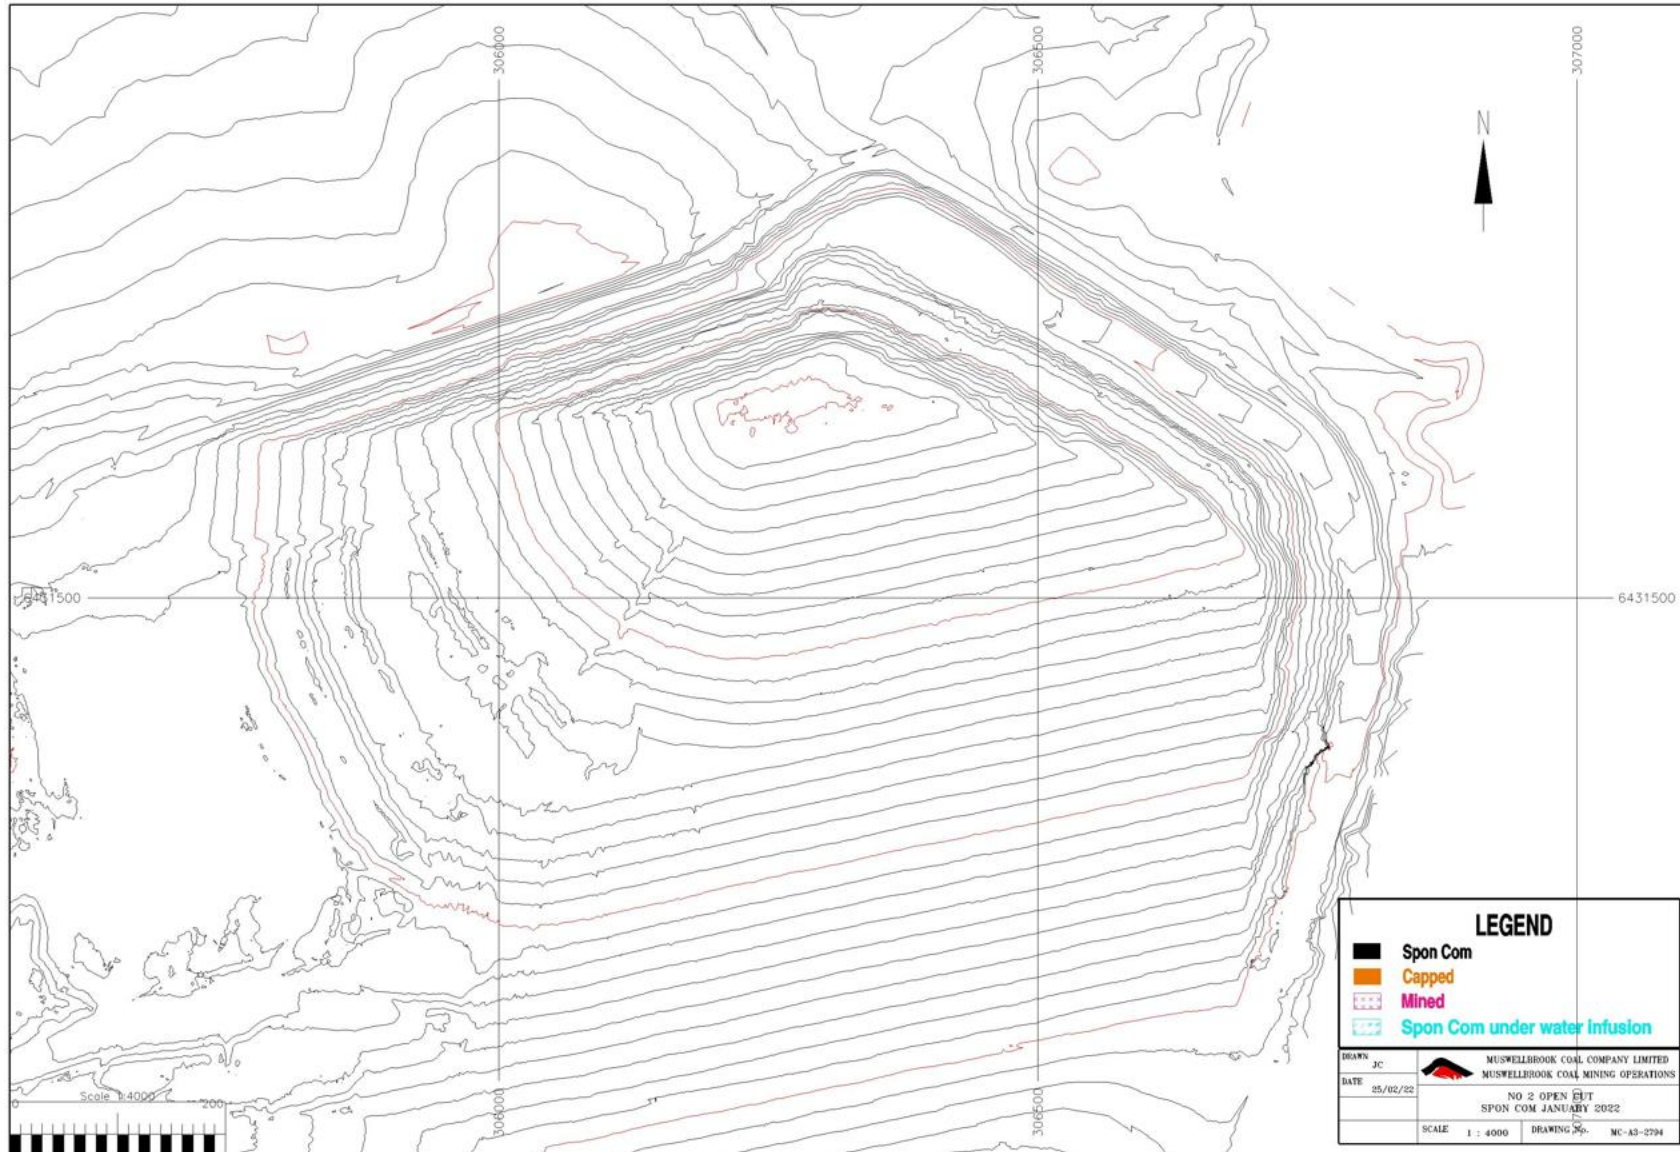 306000
306500
307000
N
6431500
6431500
LEGEND
Spon Com
Capped
Mined
Spon Com under water infusion
DRAWN
JC
DATE
25/02/22
MUSWELLBROOK COAL COMPANY LIMITED
MUSWELLBROOK COAL MINING OPERATIONS
NO 2 OPEN CUT
SPON COM JANUARY 2022
SCALE 1 : 4000
DRAWING No. MC-A3-2794
0 Scale 1:4000 200
306000
306500
307000